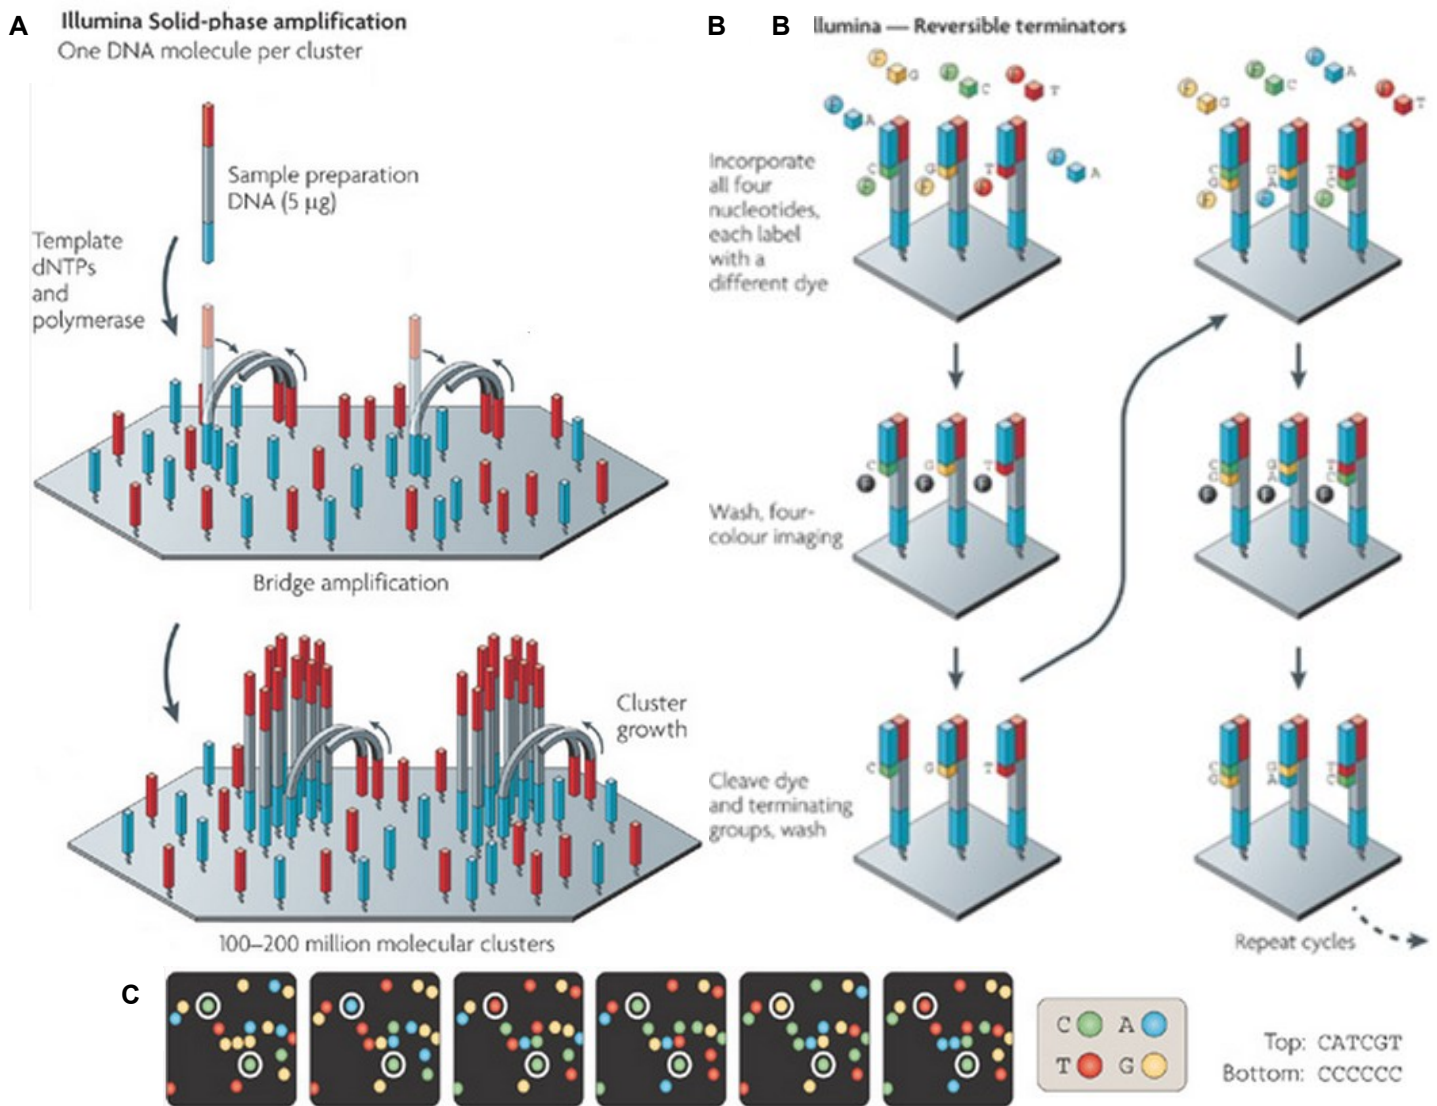 A
Illumina Solid-phase amplification
One DNA molecule per cluster
Sample preparation
DNA (5 µg)
Template
dNTPs
and
polymerase
Bridge amplification
Cluster
growth
100–200 million molecular clusters
B
B
llumina — Reversible terminators
F
G
F
C
F
T
F
A
F
A
C
G
T
F
F
F
Incorporate
all four
nucleotides,
each label
with a
different dye
F
G
F
C
F
A
F
T
C
G
T
G
A
C
F
F
F
Wash, four-
colour imaging
C
G
T
F
F
F
C
G
T
G
A
C
F
F
F
Cleave dye
and terminating
groups, wash
C
G
T
C
G
T
G
A
C
Repeat cycles
C
C A
T G
Top: CATCGT
Bottom: CCCCCC